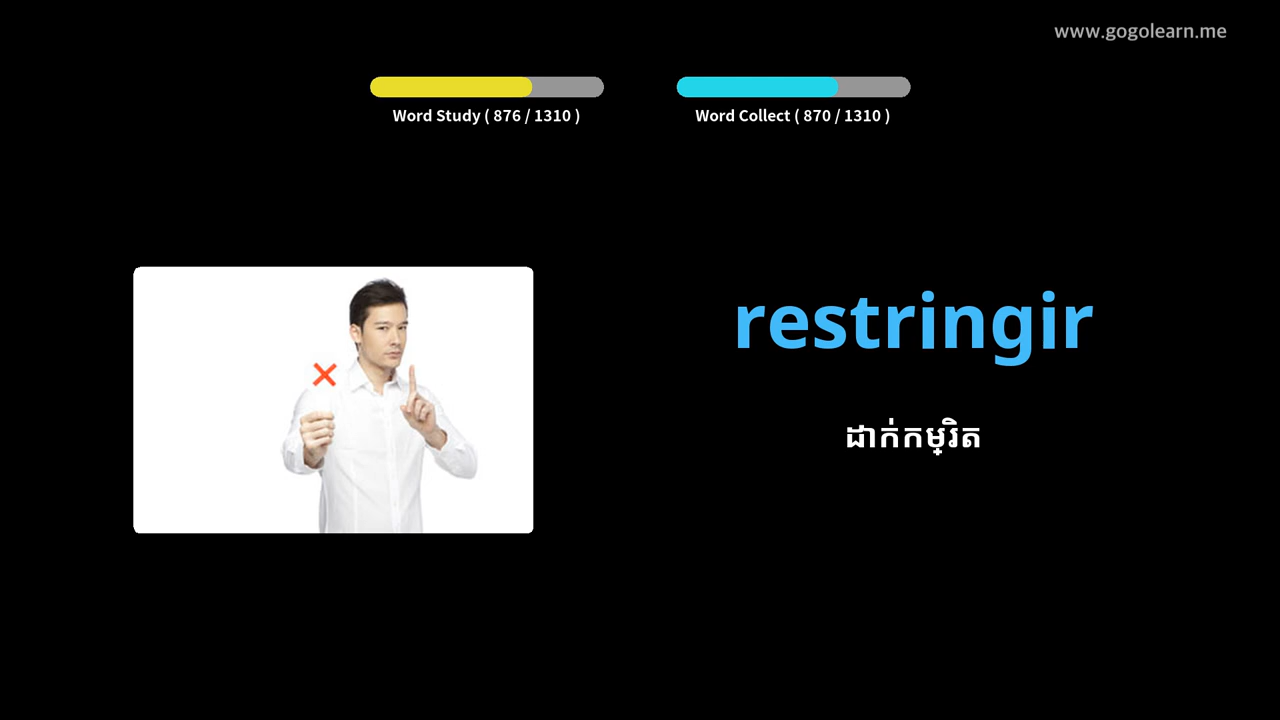 www.gogolearn.me
Word Study ( 876 / 1310 )
Word Collect ( 870 / 1310 )
restringir
ដាក់កម្រិត